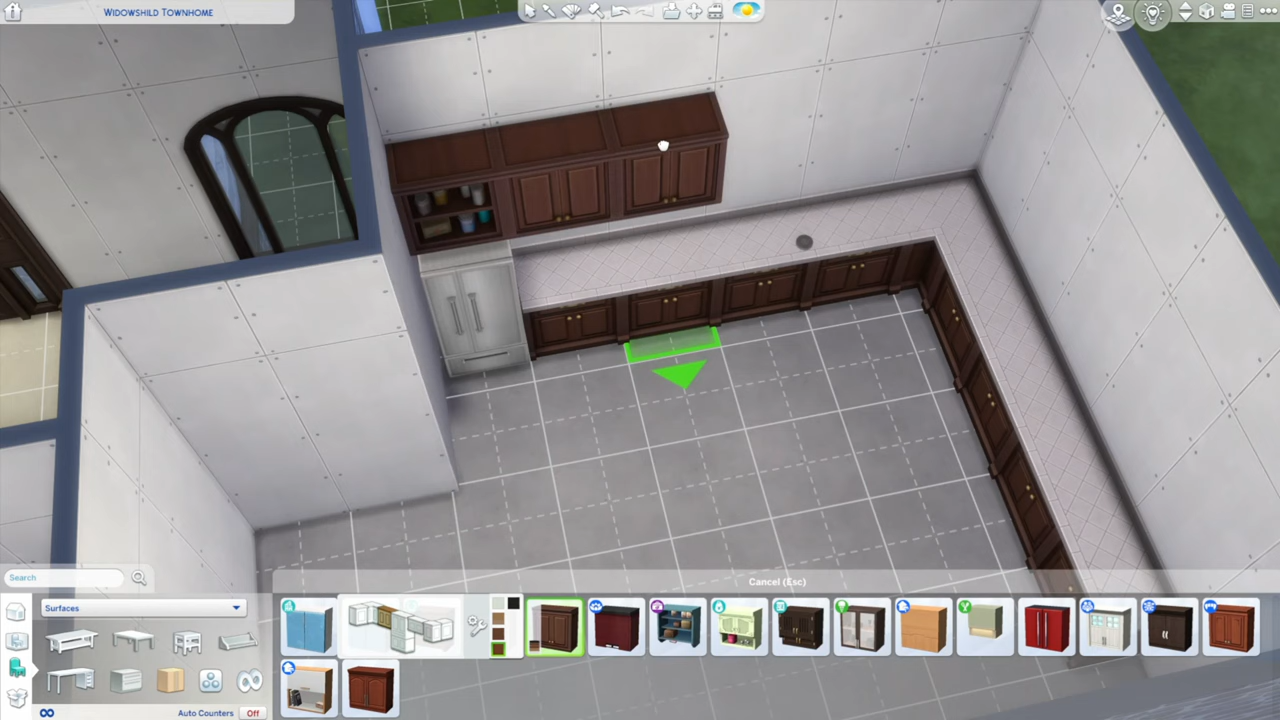 WIDOWSHILD TOWNHOME
Cancel (Esc)
Search
Surfaces
Auto Counters Off